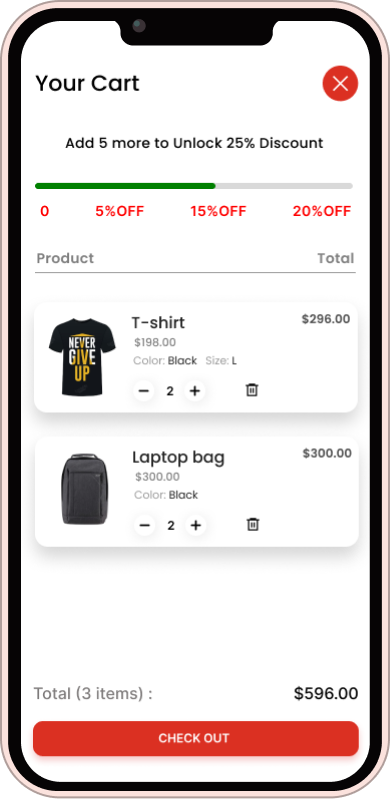 Your Cart
Add 5 more to Unlock 25% Discount
0 5%OFF 15%OFF 20%OFF
Product Total
T-shirt $296.00
$198.00
Color: Black Size: L
2
NEVER
GIVE
UP
Laptop bag $300.00
$300.00
Color: Black
2
Total (3 items) : $596.00
CHECK OUT